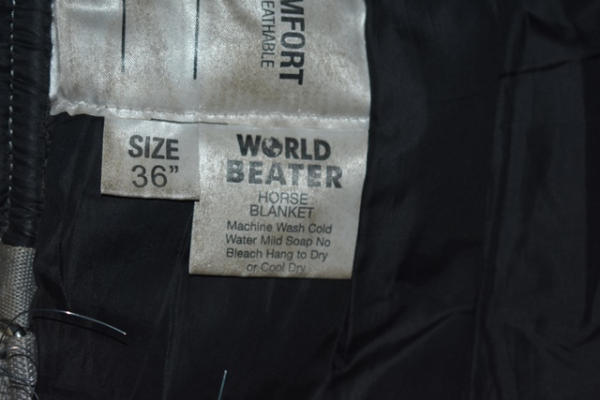 MFORT
EATHABLE
SIZE
36"
WORLD
BEATER
HORSE
BLANKET
Machine Wash Cold
Water Mild Soap No
Bleach Hang to Dry
or Cool Dry